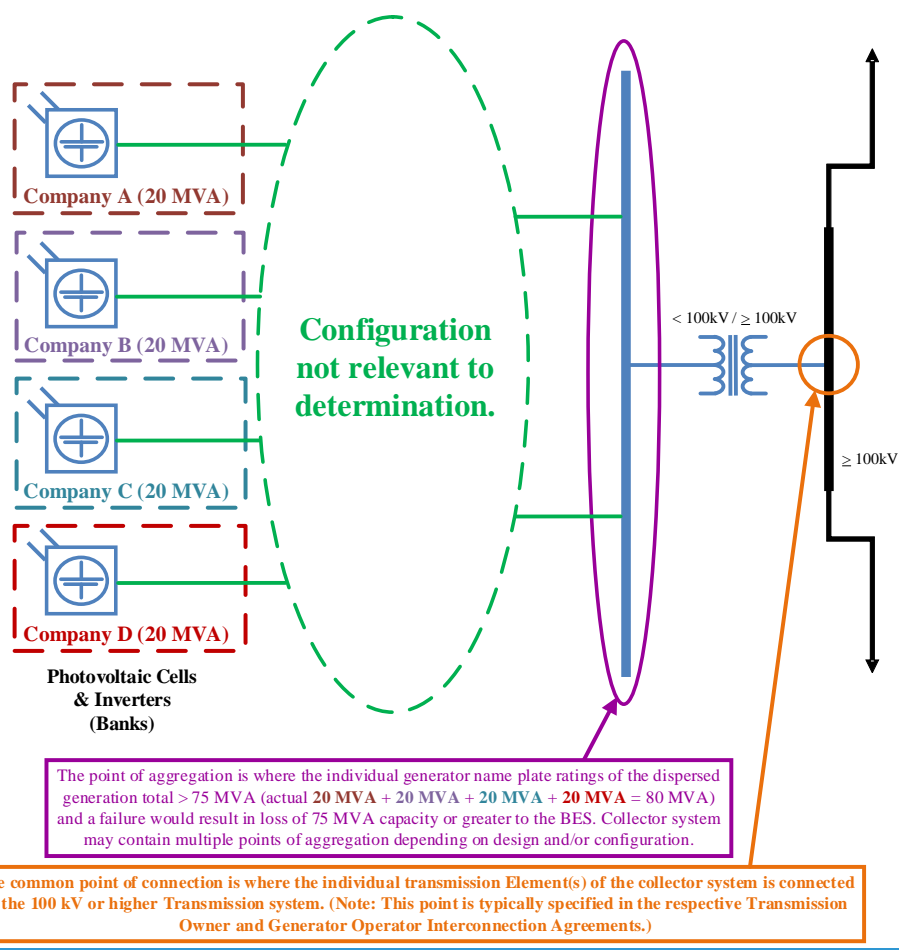 Company A (20 MVA)
Company B (20 MVA)
Company C (20 MVA)
Company D (20 MVA)
Photovoltaic Cells
& Inverters
(Banks)
Configuration
not relevant to
determination.
< 100kV / ≥ 100kV
≥ 100kV
The point of aggregation is where the individual generator name plate ratings of the dispersed
generation total > 75 MVA (actual 20 MVA + 20 MVA + 20 MVA + 20 MVA = 80 MVA)
and a failure would result in loss of 75 MVA capacity or greater to the BES. Collector system
may contain multiple points of aggregation depending on design and/or configuration.
common point of connection is where the individual transmission Element(s) of the collector system is connected
the 100 kV or higher Transmission system. (Note: This point is typically specified in the respective Transmission
Owner and Generator Operator Interconnection Agreements.)